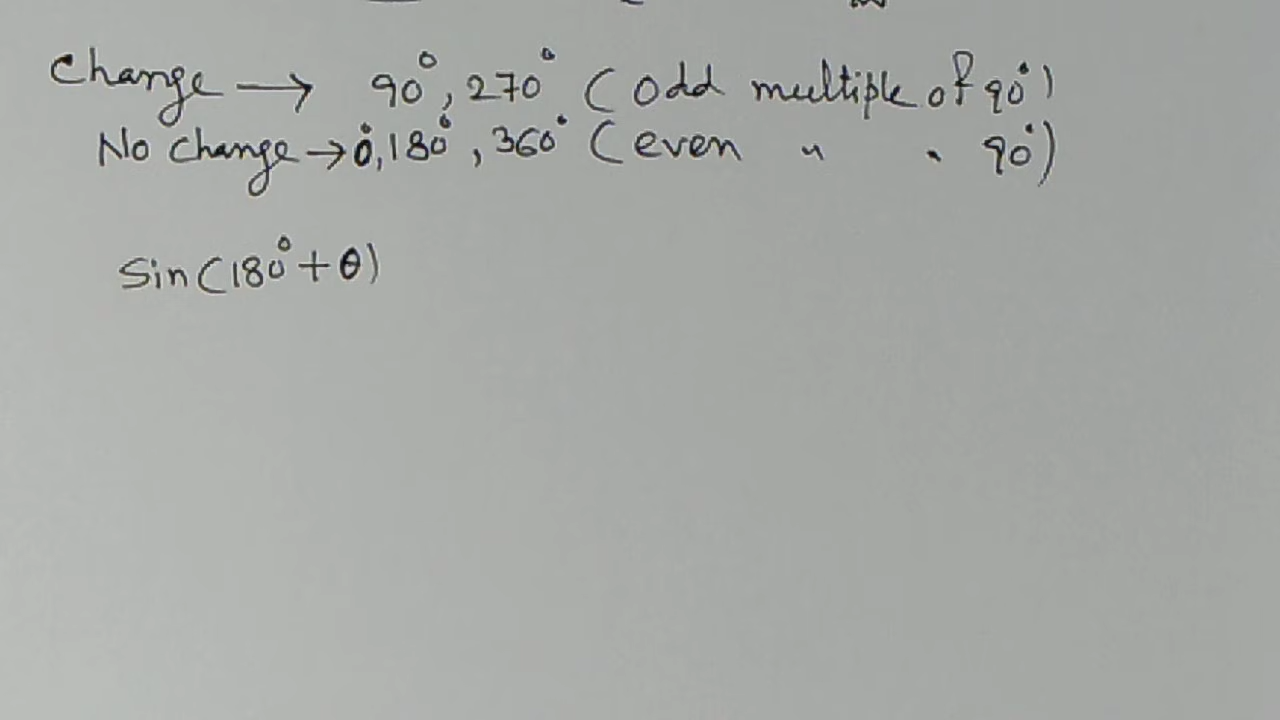 Change → 90°, 270° (Odd multiple of 90°)
No change → 0°, 180°, 360° (even " " 90°)
Sin(180° + θ)